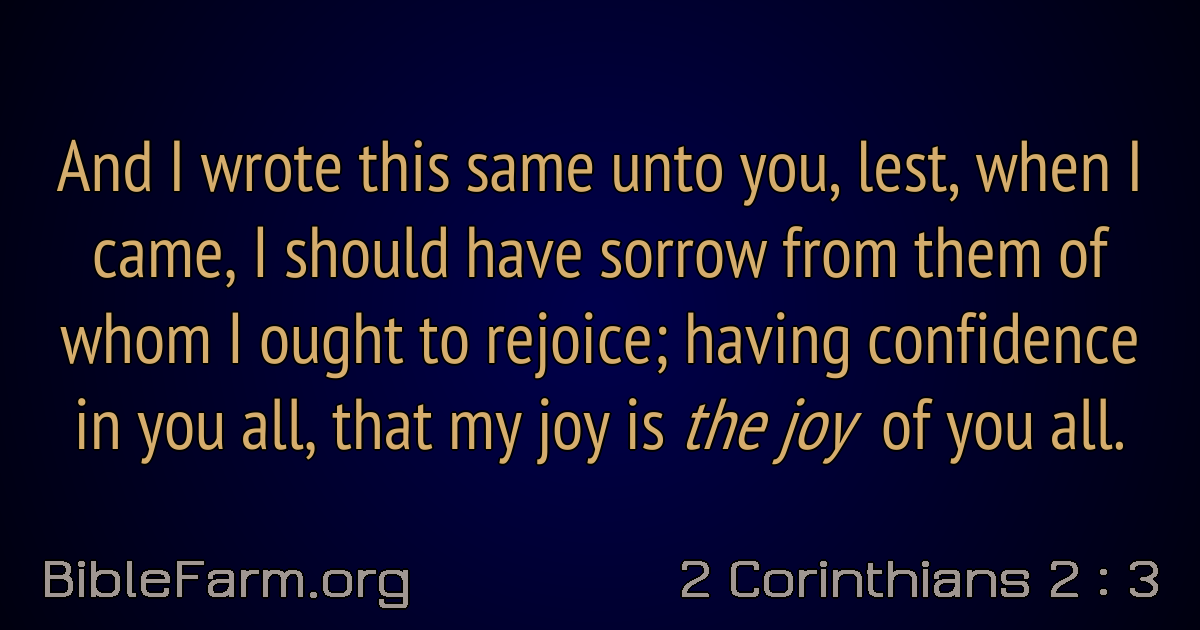 And I wrote this same unto you, lest, when I
came, I should have sorrow from them of
whom I ought to rejoice; having confidence
in you all, that my joy is the joy of you all.
BibleFarm.org
2 Corinthians 2 : 3